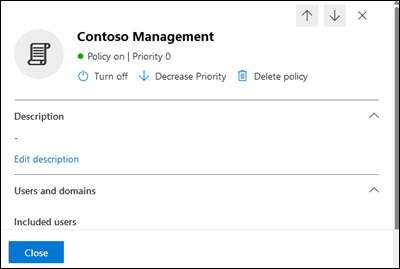 Contoso Management
Policy on | Priority 0
Turn off Decrease Priority Delete policy
Description
-
Edit description
Users and domains
Included users
Close